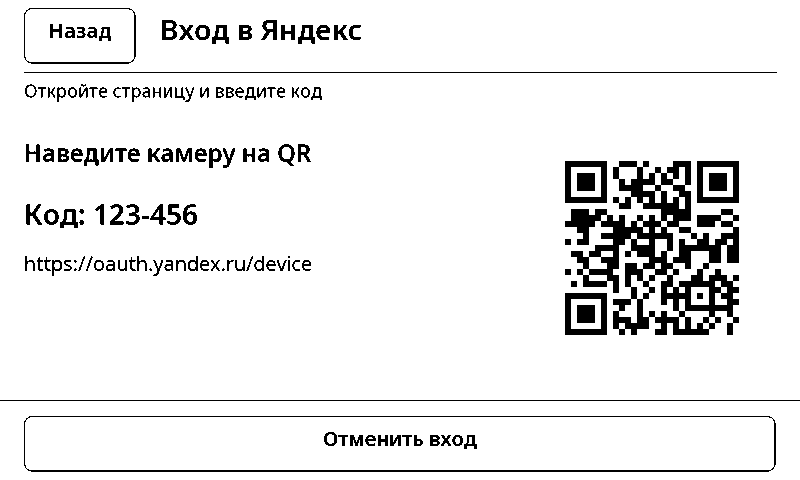 Назад
Вход в Яндекс
Откройте страницу и введите код
Наведите камеру на QR
Код: 123-456
https://oauth.yandex.ru/device
Отменить вход